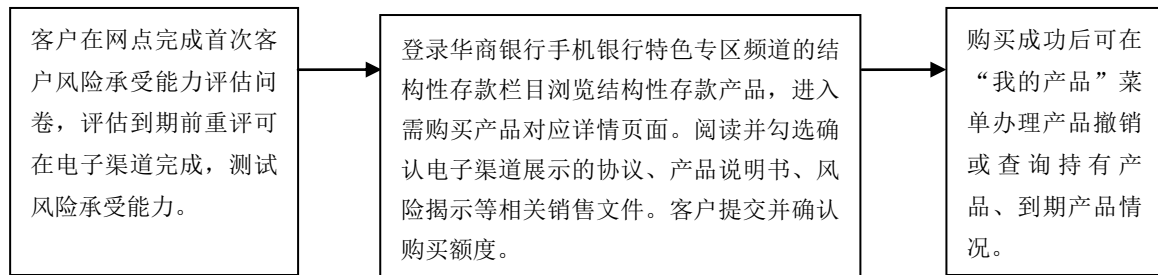 客户在网点完成首次客
户风险承受能力评估问
卷，评估到期前重评可
在电子渠道完成，测试
风险承受能力。
登录华商银行手机银行特色专区频道的结
构性存款栏目浏览结构性存款产品，进入
需购买产品对应详情页面。阅读并勾选确
认电子渠道展示的协议、产品说明书、风
险揭示等相关销售文件。客户提交并确认
购买额度。
购买成功后可在
“我的产品”菜
单办理产品撤销
或查询持有产
品、到期产品情
况。